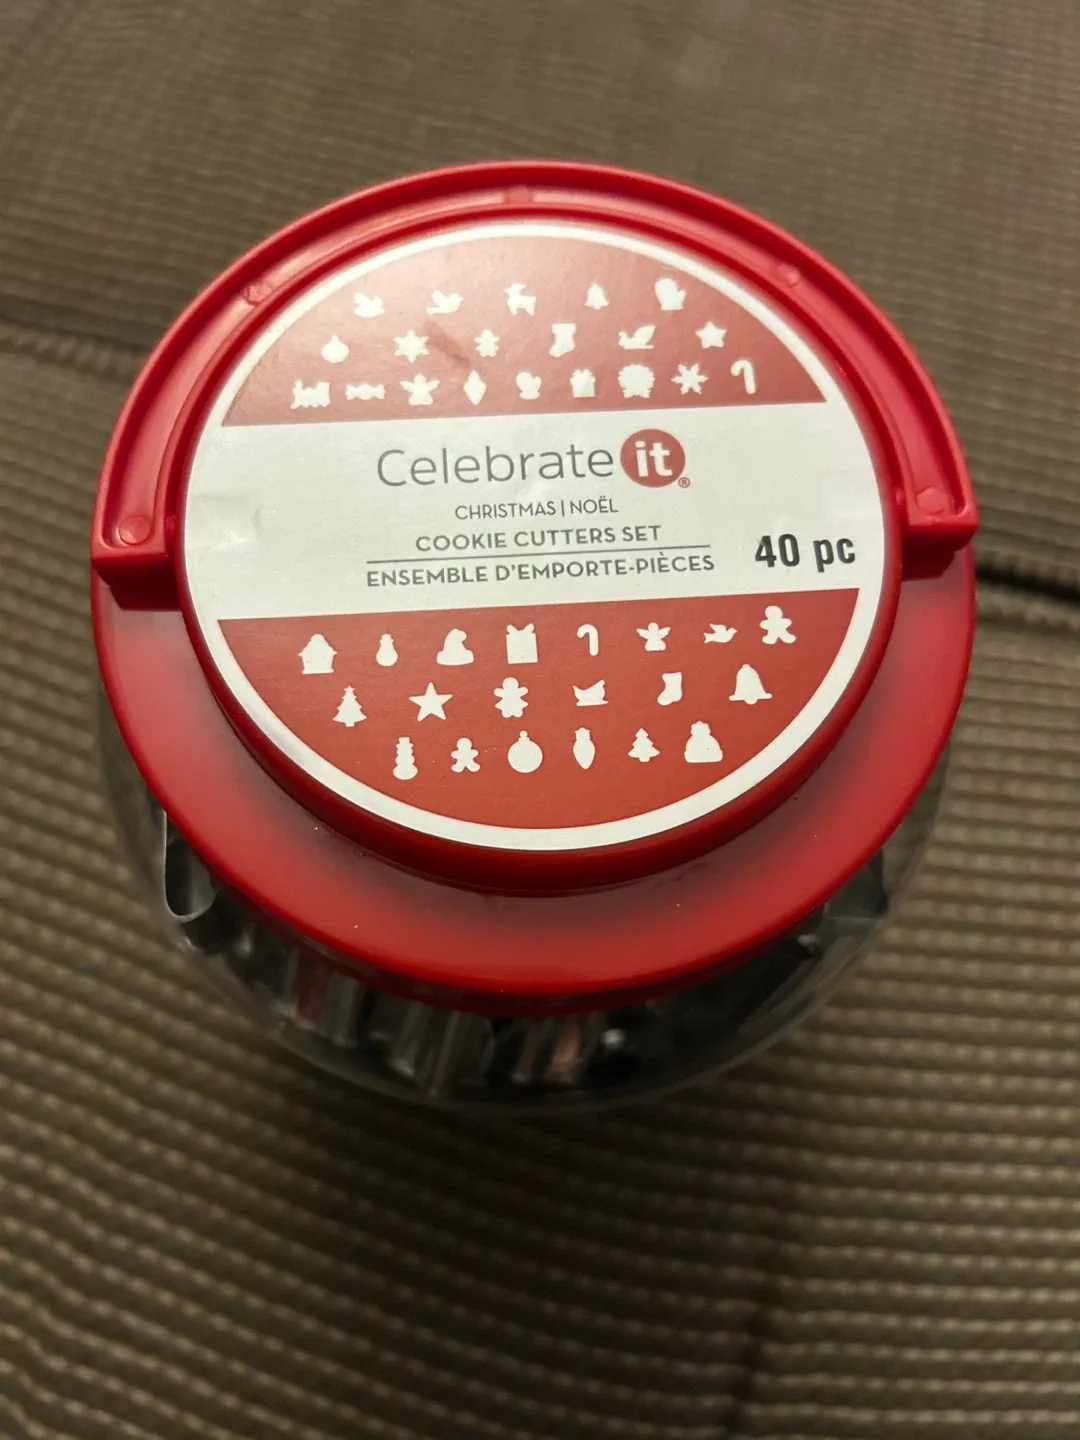 Celebrate it®
CHRISTMAS | NOËL
COOKIE CUTTERS SET
ENSEMBLE D'EMPORTE-PIÈCES
40 pc